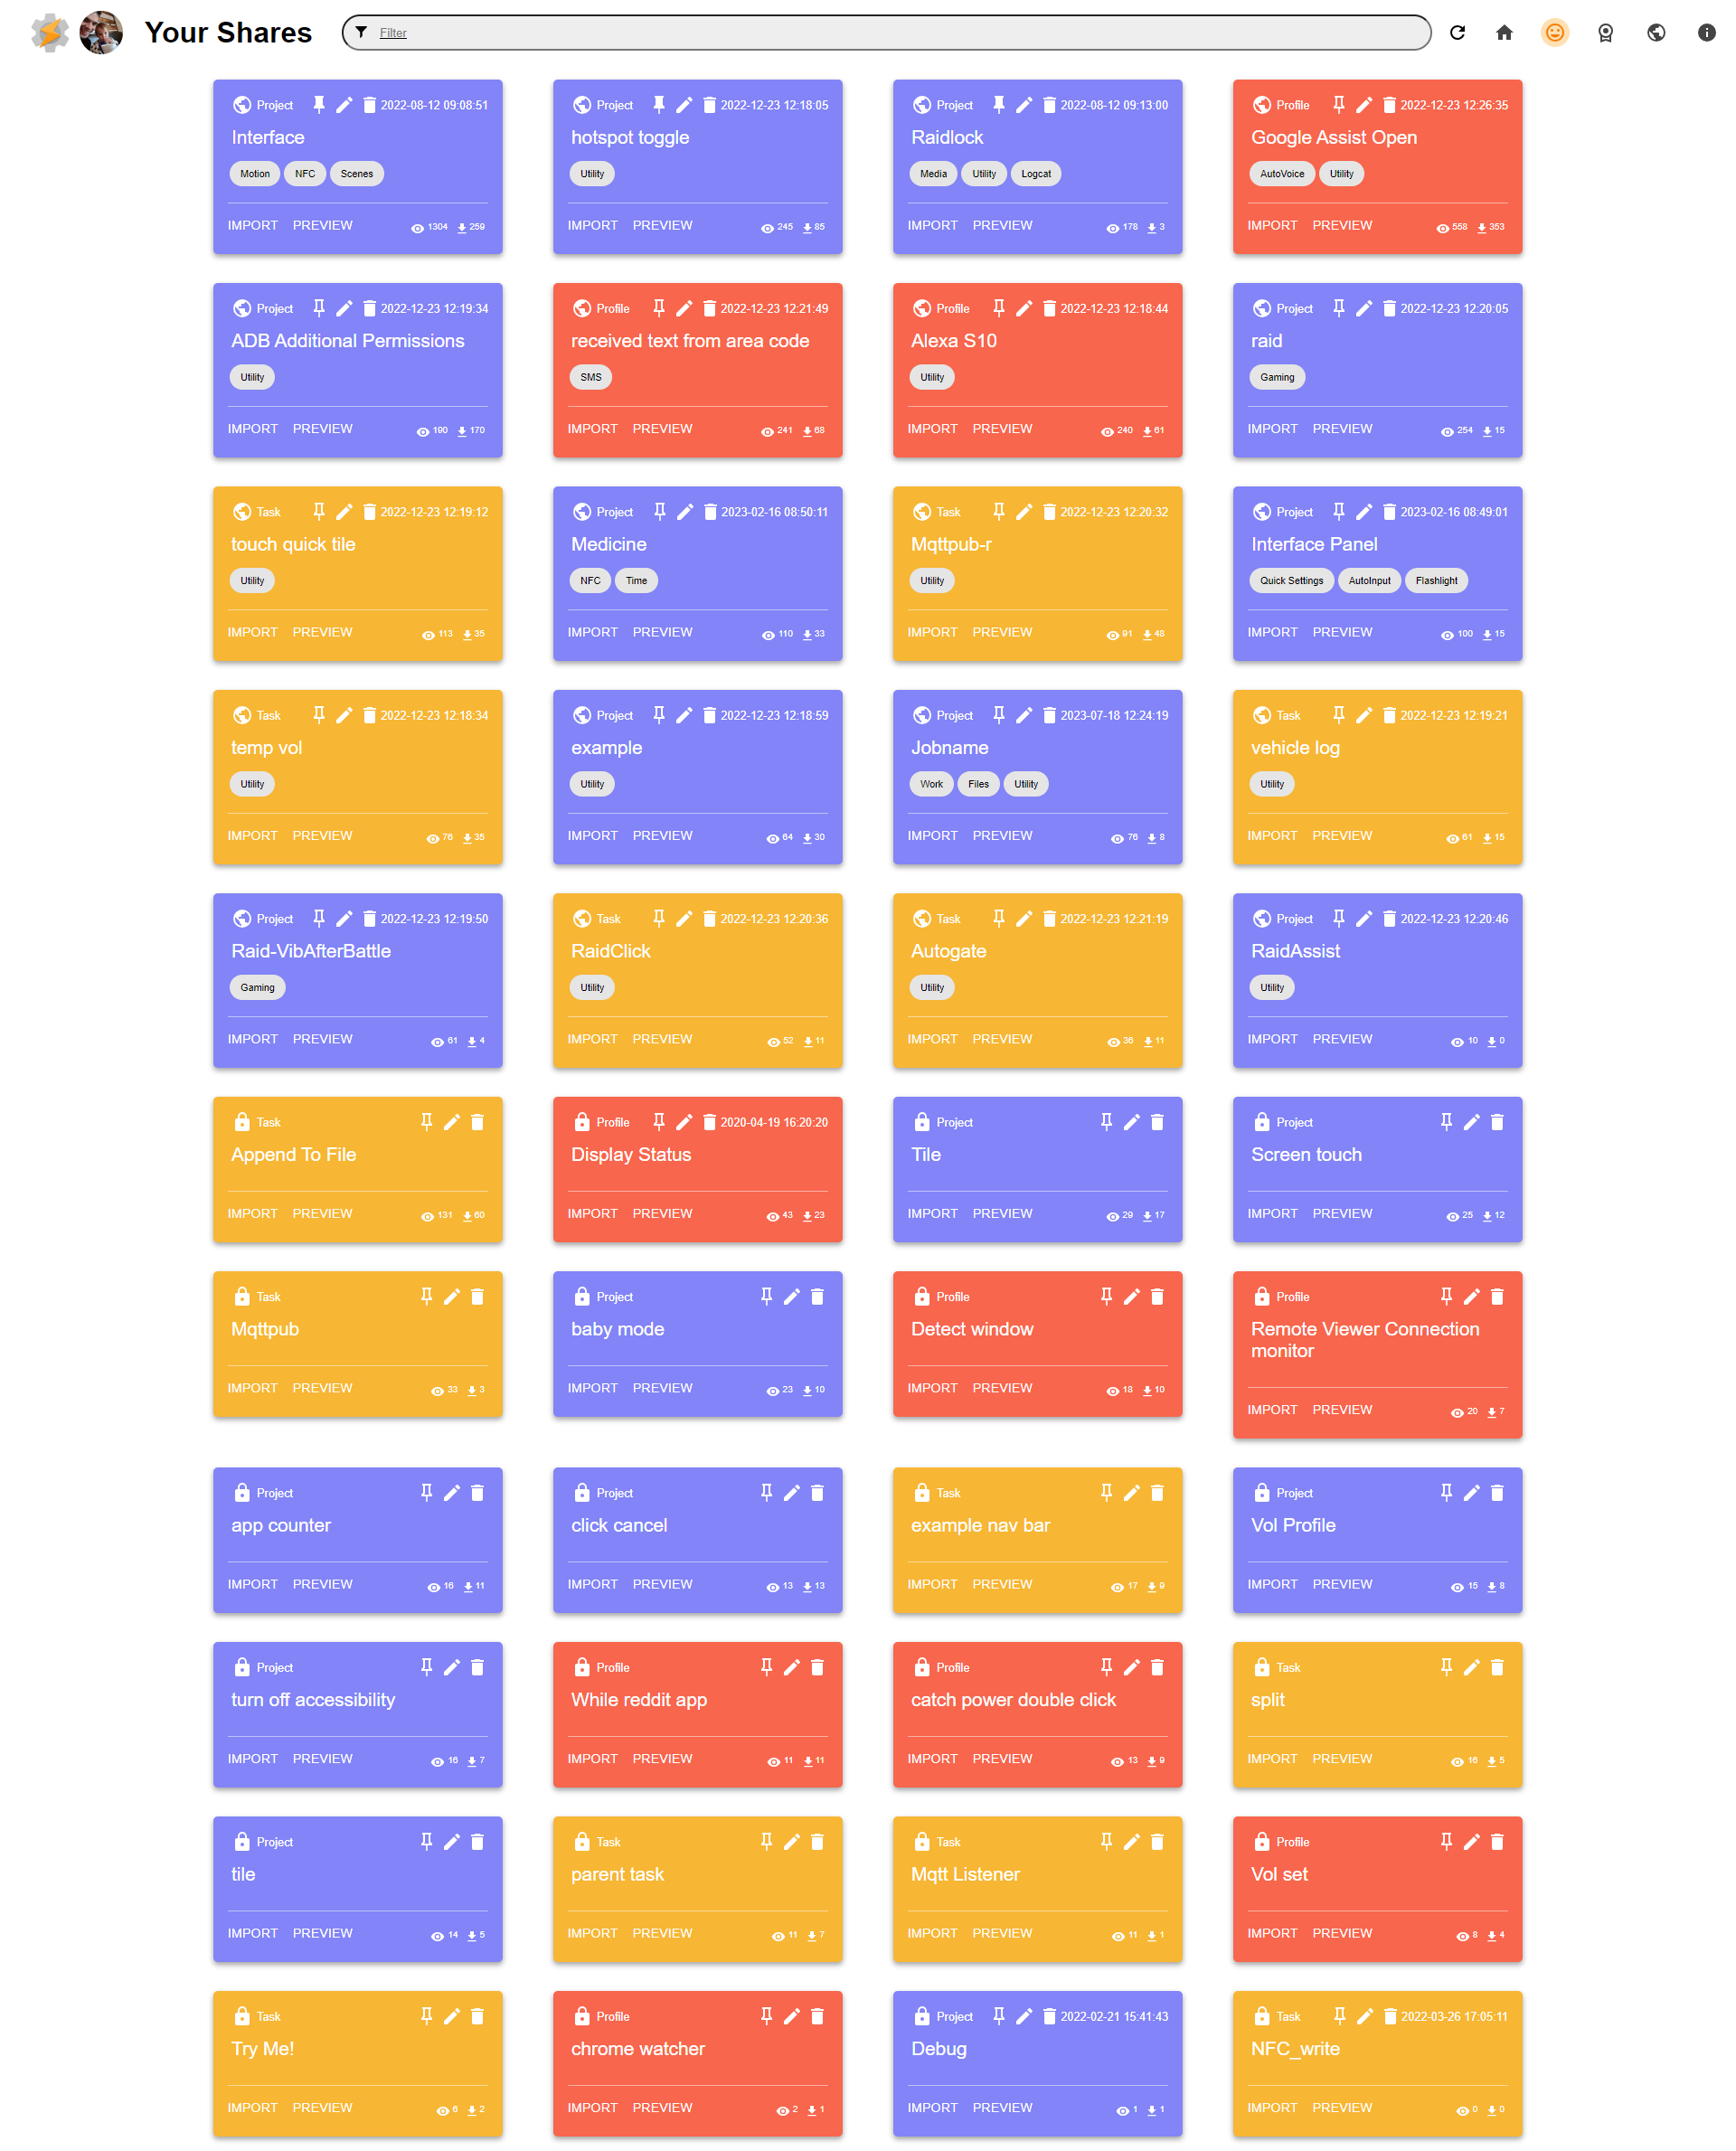 Your Shares
Filter
Project 2022-08-12 09:08:51
Interface
Motion NFC Scenes
IMPORT PREVIEW 1304 259
Project 2022-12-23 12:18:05
hotspot toggle
Utility
IMPORT PREVIEW 245 85
Project 2022-08-12 09:13:00
Raidlock
Media Utility Logcat
IMPORT PREVIEW 178 3
Profile 2022-12-23 12:26:35
Google Assist Open
AutoVoice Utility
IMPORT PREVIEW 558 353
Project 2022-12-23 12:19:34
ADB Additional Permissions
Utility
IMPORT PREVIEW 190 170
Profile 2022-12-23 12:21:49
received text from area code
SMS
IMPORT PREVIEW 241 68
Profile 2022-12-23 12:18:44
Alexa S10
Utility
IMPORT PREVIEW 240 61
Project 2022-12-23 12:20:05
raid
Gaming
IMPORT PREVIEW 254 15
Task 2022-12-23 12:19:12
touch quick tile
Utility
IMPORT PREVIEW 113 35
Project 2023-02-16 08:50:11
Medicine
NFC Time
IMPORT PREVIEW 110 33
Task 2022-12-23 12:20:32
Mqttpub-r
Utility
IMPORT PREVIEW 91 48
Project 2023-02-16 08:49:01
Interface Panel
Quick Settings AutoInput Flashlight
IMPORT PREVIEW 100 15
Task 2022-12-23 12:18:34
temp vol
Utility
IMPORT PREVIEW 76 35
Project 2022-12-23 12:18:59
example
Utility
IMPORT PREVIEW 64 30
Project 2023-07-18 12:24:19
Jobname
Work Files Utility
IMPORT PREVIEW 76 8
Task 2022-12-23 12:19:21
vehicle log
Utility
IMPORT PREVIEW 61 15
Project 2022-12-23 12:19:50
Raid-VibAfterBattle
Gaming
IMPORT PREVIEW 61 4
Task 2022-12-23 12:20:36
RaidClick
Utility
IMPORT PREVIEW 52 11
Task 2022-12-23 12:21:19
Autogate
Utility
IMPORT PREVIEW 36 11
Project 2022-12-23 12:20:46
RaidAssist
Utility
IMPORT PREVIEW 10 0
Task
Append To File
IMPORT PREVIEW 131 60
Profile 2020-04-19 16:20:20
Display Status
IMPORT PREVIEW 43 23
Project
Tile
IMPORT PREVIEW 29 17
Project
Screen touch
IMPORT PREVIEW 25 12
Task
Mqttpub
IMPORT PREVIEW 33 3
Project
baby mode
IMPORT PREVIEW 23 10
Profile
Detect window
IMPORT PREVIEW 18 10
Profile
Remote Viewer Connection
monitor
IMPORT PREVIEW 20 7
Project
app counter
IMPORT PREVIEW 16 11
Project
click cancel
IMPORT PREVIEW 13 13
Task
example nav bar
IMPORT PREVIEW 17 9
Project
Vol Profile
IMPORT PREVIEW 15 8
Project
turn off accessibility
IMPORT PREVIEW 16 7
Profile
While reddit app
IMPORT PREVIEW 11 11
Profile
catch power double click
IMPORT PREVIEW 13 9
Task
split
IMPORT PREVIEW 16 5
Project
tile
IMPORT PREVIEW 14 5
Task
parent task
IMPORT PREVIEW 11 7
Task
Mqtt Listener
IMPORT PREVIEW 11 1
Profile
Vol set
IMPORT PREVIEW 8 4
Task
Try Me!
IMPORT PREVIEW 6 2
Profile
chrome watcher
IMPORT PREVIEW 2 1
Project 2022-02-21 15:41:43
Debug
IMPORT PREVIEW 1 1
Task 2022-03-26 17:05:11
NFC_write
IMPORT PREVIEW 0 0